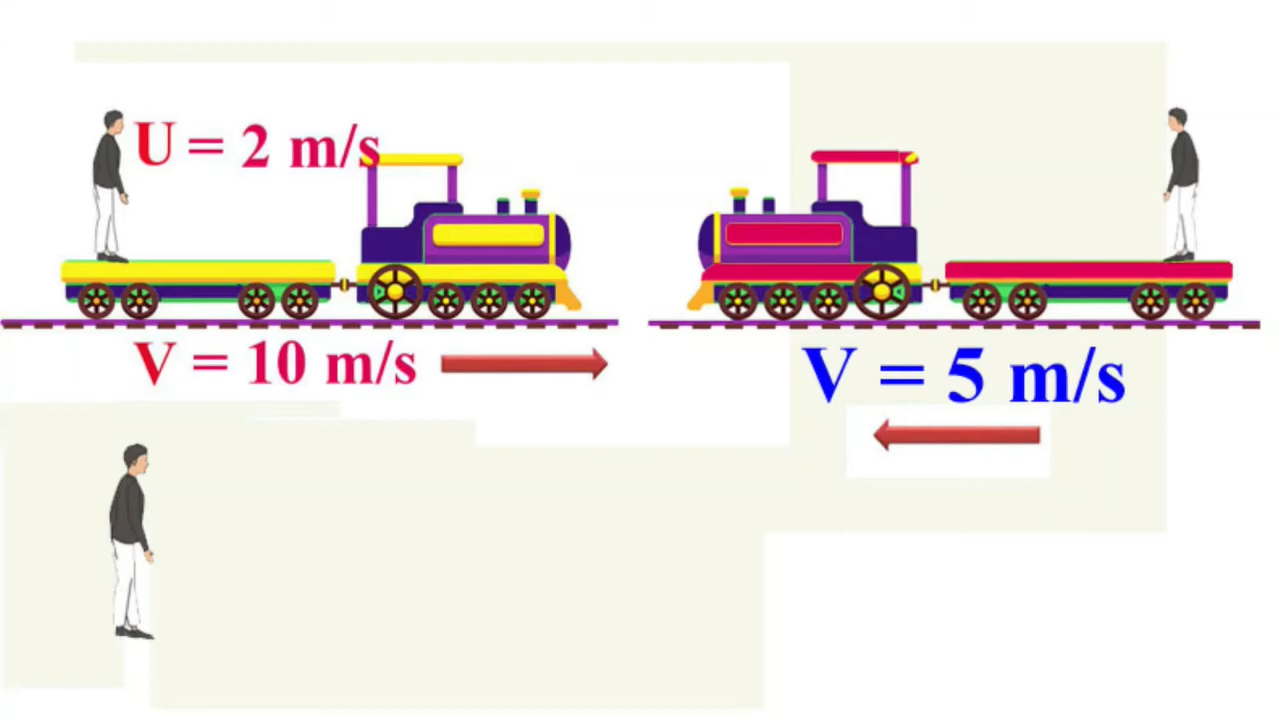 U = 2 m/s
V = 10 m/s
V = 5 m/s